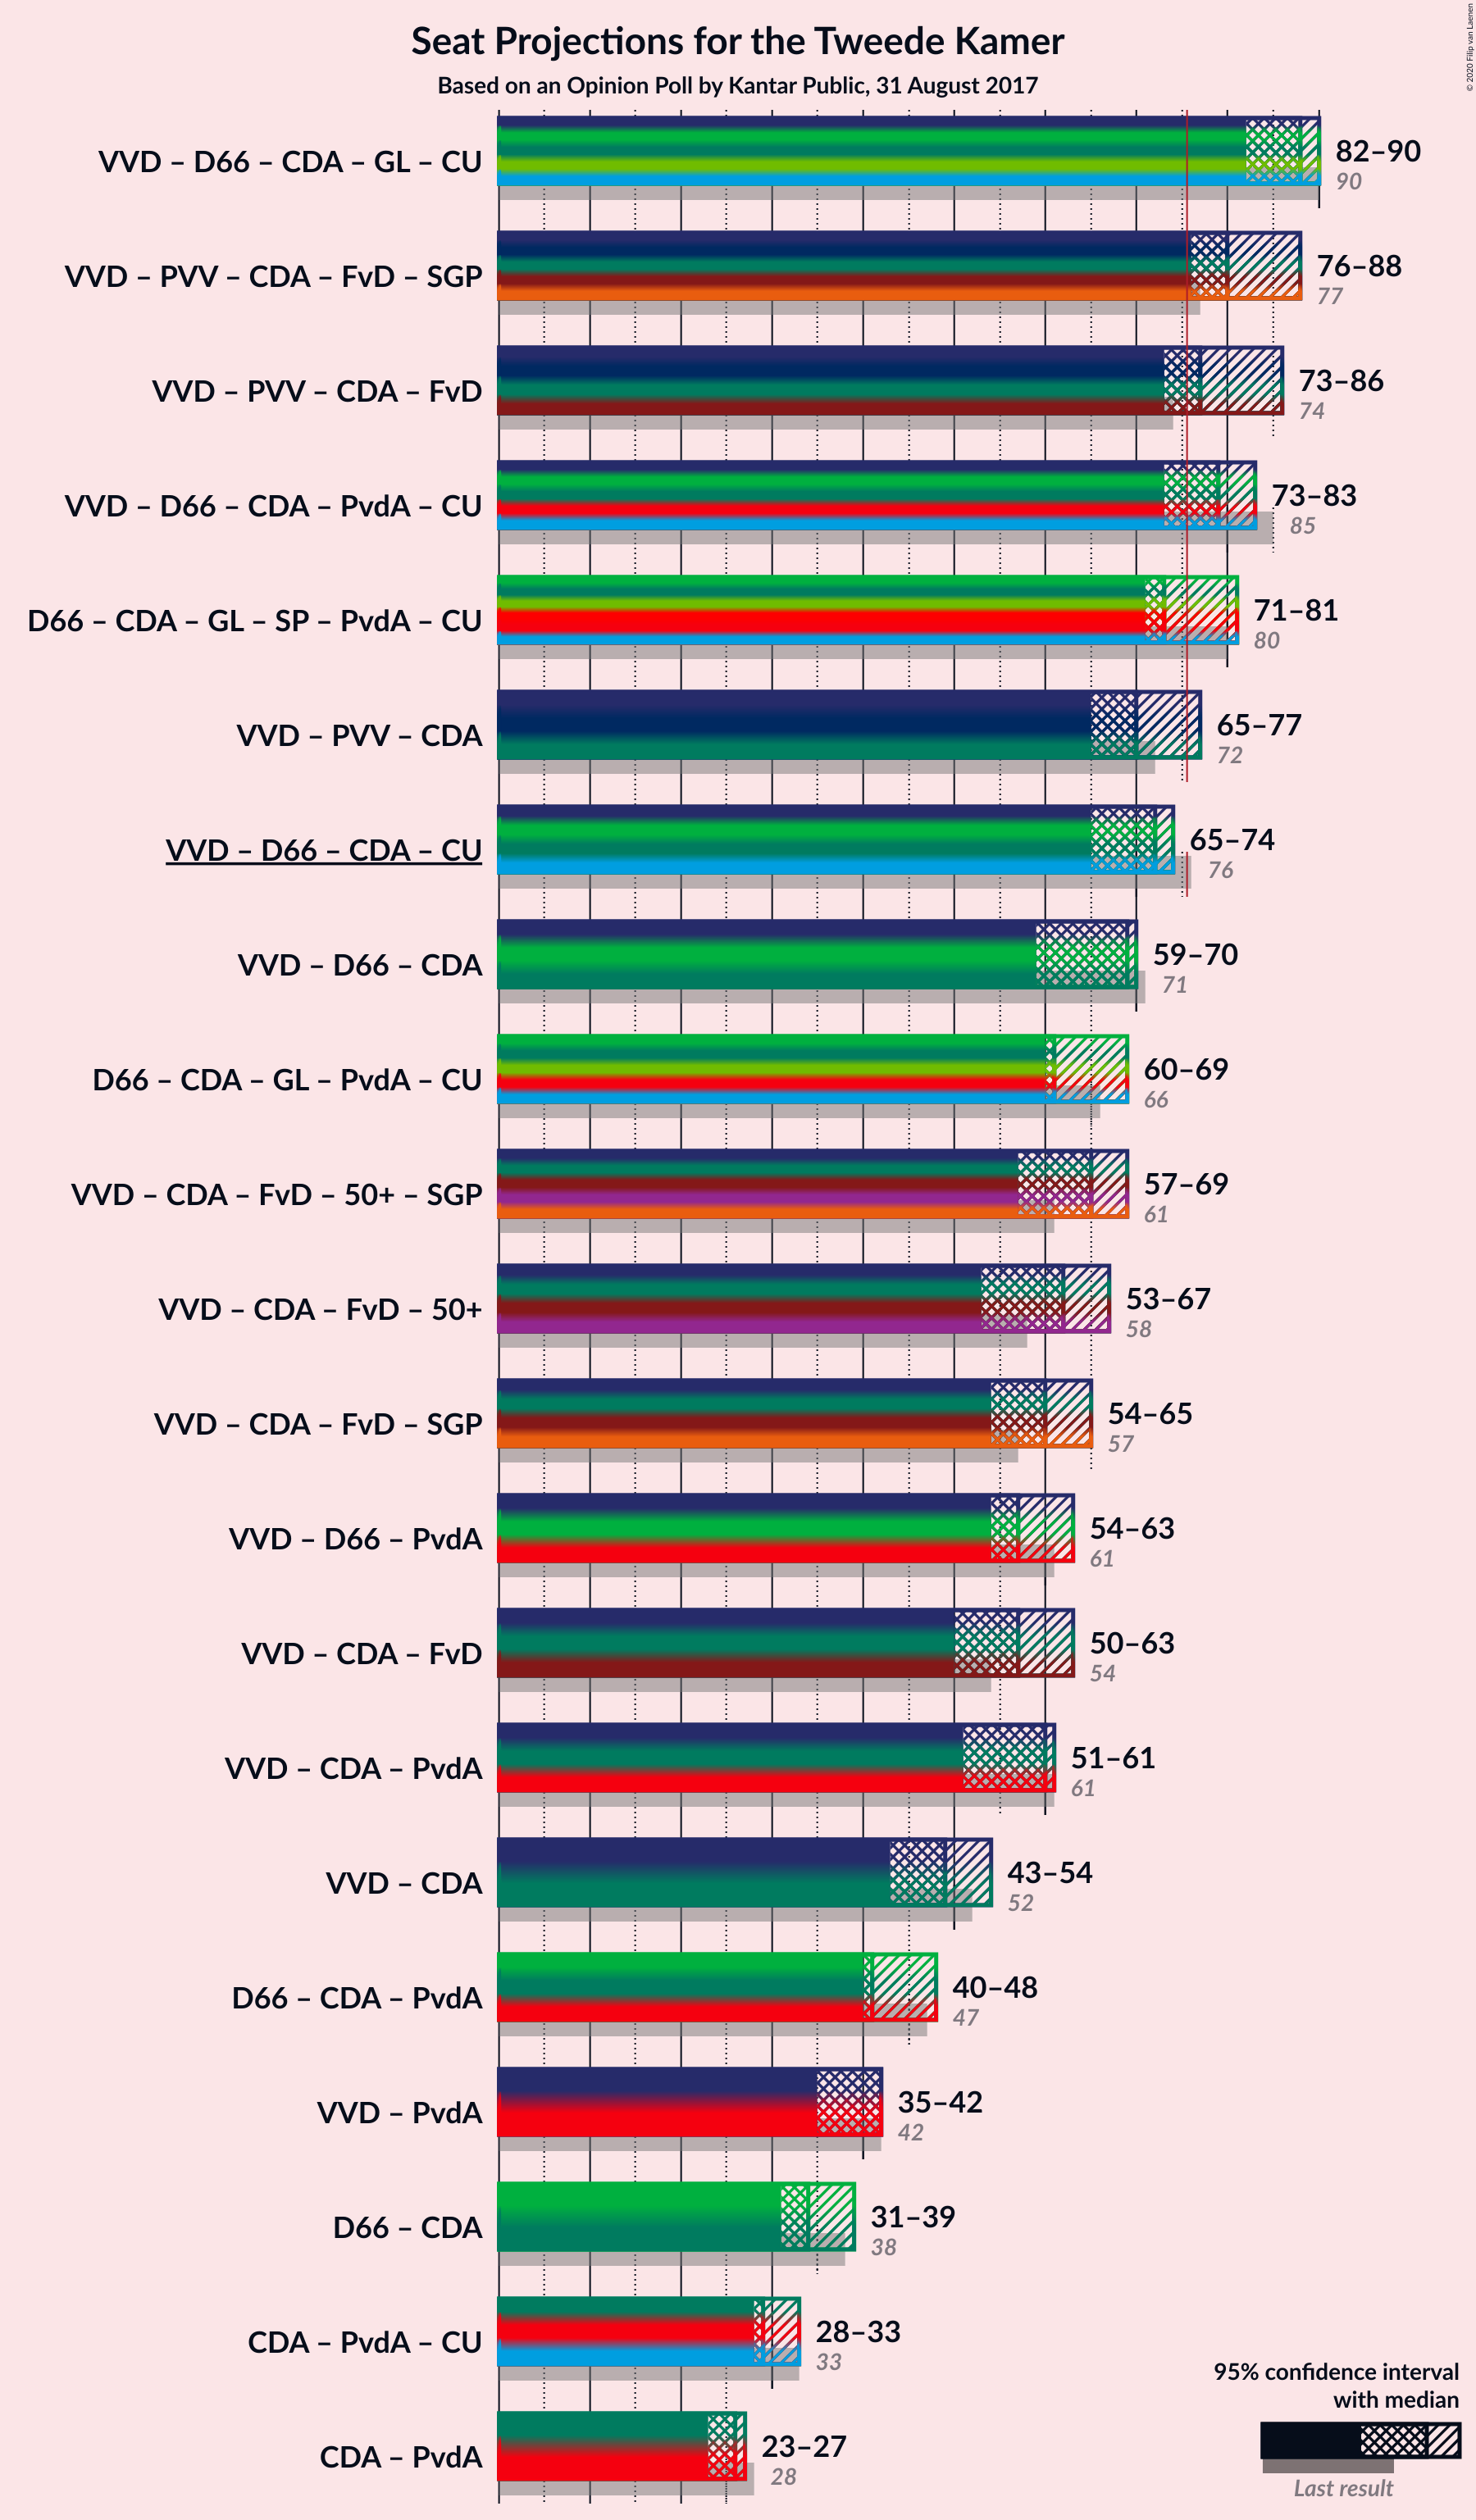 Seat Projections for the Tweede Kamer
Based on an Opinion Poll by Kantar Public, 31 August 2017
© 2020 Filip van Laenen
VVD – D66 – CDA – GL – CU
82–90
90
VVD – PVV – CDA – FvD – SGP
76–88
77
VVD – PVV – CDA – FvD
73–86
74
VVD – D66 – CDA – PvdA – CU
73–83
85
D66 – CDA – GL – SP – PvdA – CU
71–81
80
VVD – PVV – CDA
65–77
72
VVD – D66 – CDA – CU
65–74
76
VVD – D66 – CDA
59–70
71
D66 – CDA – GL – PvdA – CU
60–69
66
VVD – CDA – FvD – 50+ – SGP
57–69
61
VVD – CDA – FvD – 50+
53–67
58
VVD – CDA – FvD – SGP
54–65
57
VVD – D66 – PvdA
54–63
61
VVD – CDA – FvD
50–63
54
VVD – CDA – PvdA
51–61
61
VVD – CDA
43–54
52
D66 – CDA – PvdA
40–48
47
VVD – PvdA
35–42
42
D66 – CDA
31–39
38
CDA – PvdA – CU
28–33
33
CDA – PvdA
23–27
28
95% confidence interval
with median
Last result